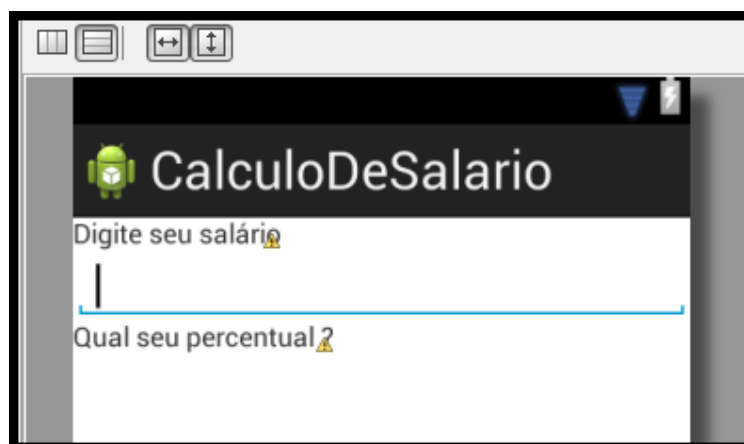 CalculoDeSalario
Digite seu salário
Qual seu percentual ?